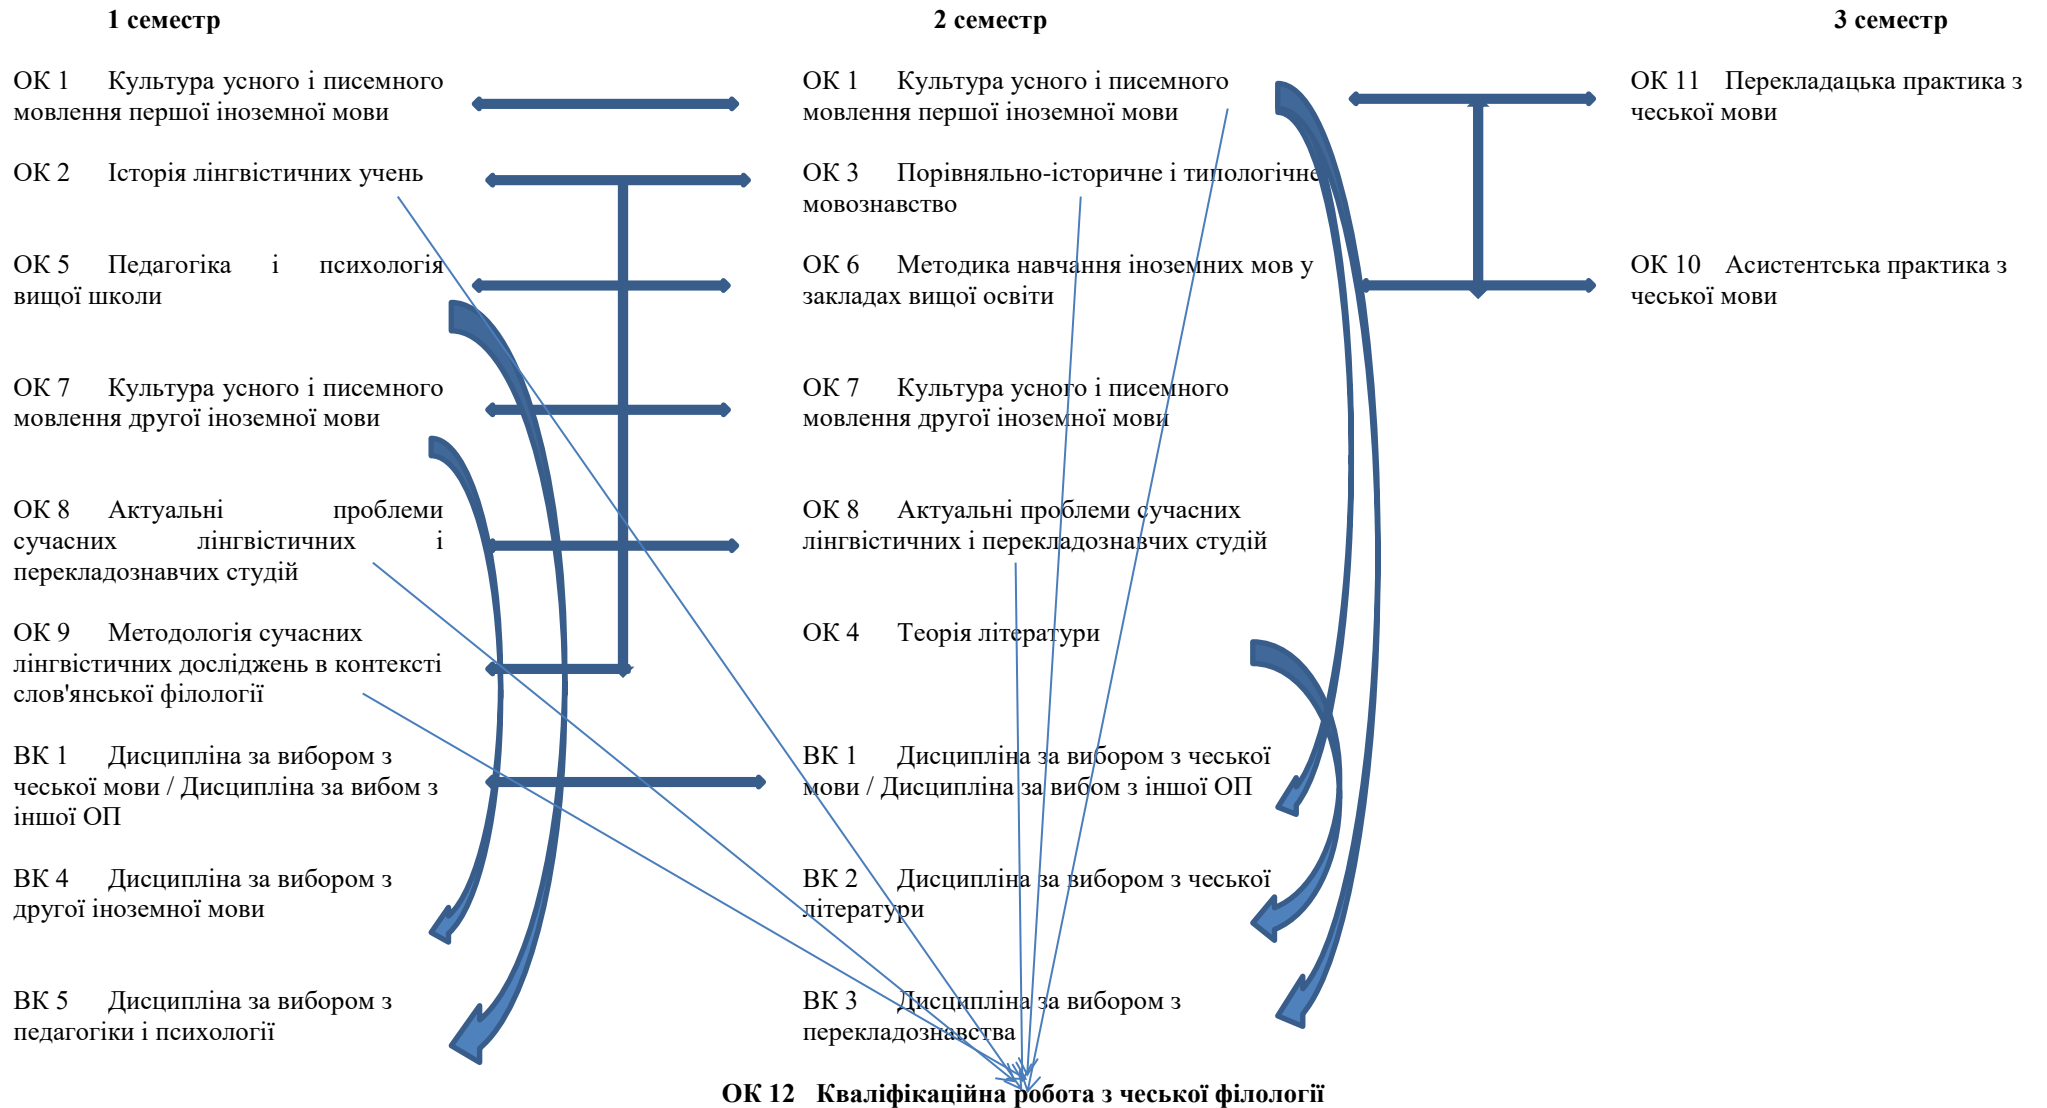 1 семестр
ОК 1 Культура усного і писемного
мовлення першої іноземної мови
ОК 2 Історія лінгвістичних учень
ОК 5 Педагогіка і психологія
вищої школи
ОК 7 Культура усного і писемного
мовлення другої іноземної мови
ОК 8 Актуальні проблеми
сучасних лінгвістичних і
перекладознавчих студій
ОК 9 Методологія сучасних
лінгвістичних досліджень в контексті
слов'янської філології
ВК 1 Дисципліна за вибором з
чеської мови / Дисципліна за вибом з
іншої ОП
ВК 4 Дисципліна за вибором з
другої іноземної мови
ВК 5 Дисципліна за вибором з
педагогіки і психології
2 семестр
ОК 1 Культура усного і писемного
мовлення першої іноземної мови
ОК 3 Порівняльно-історичне і типологічне
мовознавство
ОК 6 Методика навчання іноземних мов у
закладах вищої освіти
ОК 7 Культура усного і писемного
мовлення другої іноземної мови
ОК 8 Актуальні проблеми сучасних
лінгвістичних і перекладознавчих студій
ОК 4 Теорія літератури
ВК 1 Дисципліна за вибором з чеської
мови / Дисципліна за вибом з іншої ОП
ВК 2 Дисципліна за вибором з чеської
літератури
ВК 3 Дисципліна за вибором з
перекладознавства
3 семестр
ОК 11 Перекладацька практика з
чеської мови
ОК 10 Асистентська практика з
чеської мови
ОК 12 Кваліфікаційна робота з чеської філології